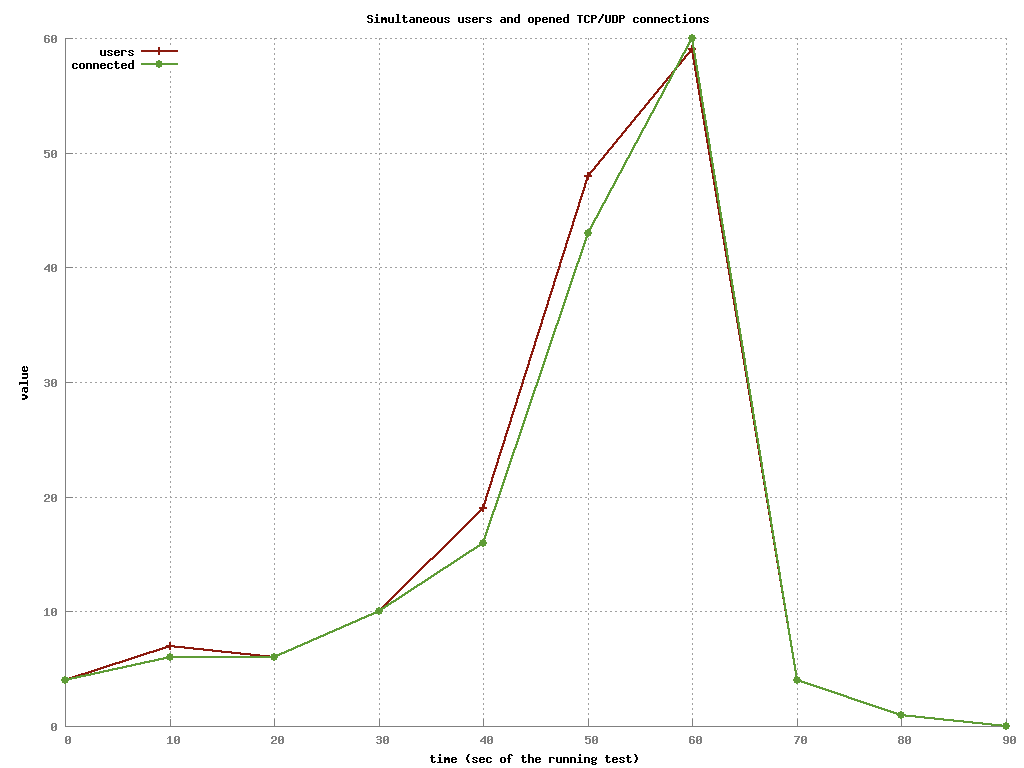 Simultaneous users and opened TCP/UDP connections
60
users
connected
50
40
30
value
20
10
0
0 10 20 30 40 50 60 70 80 90
time (sec of the running test)